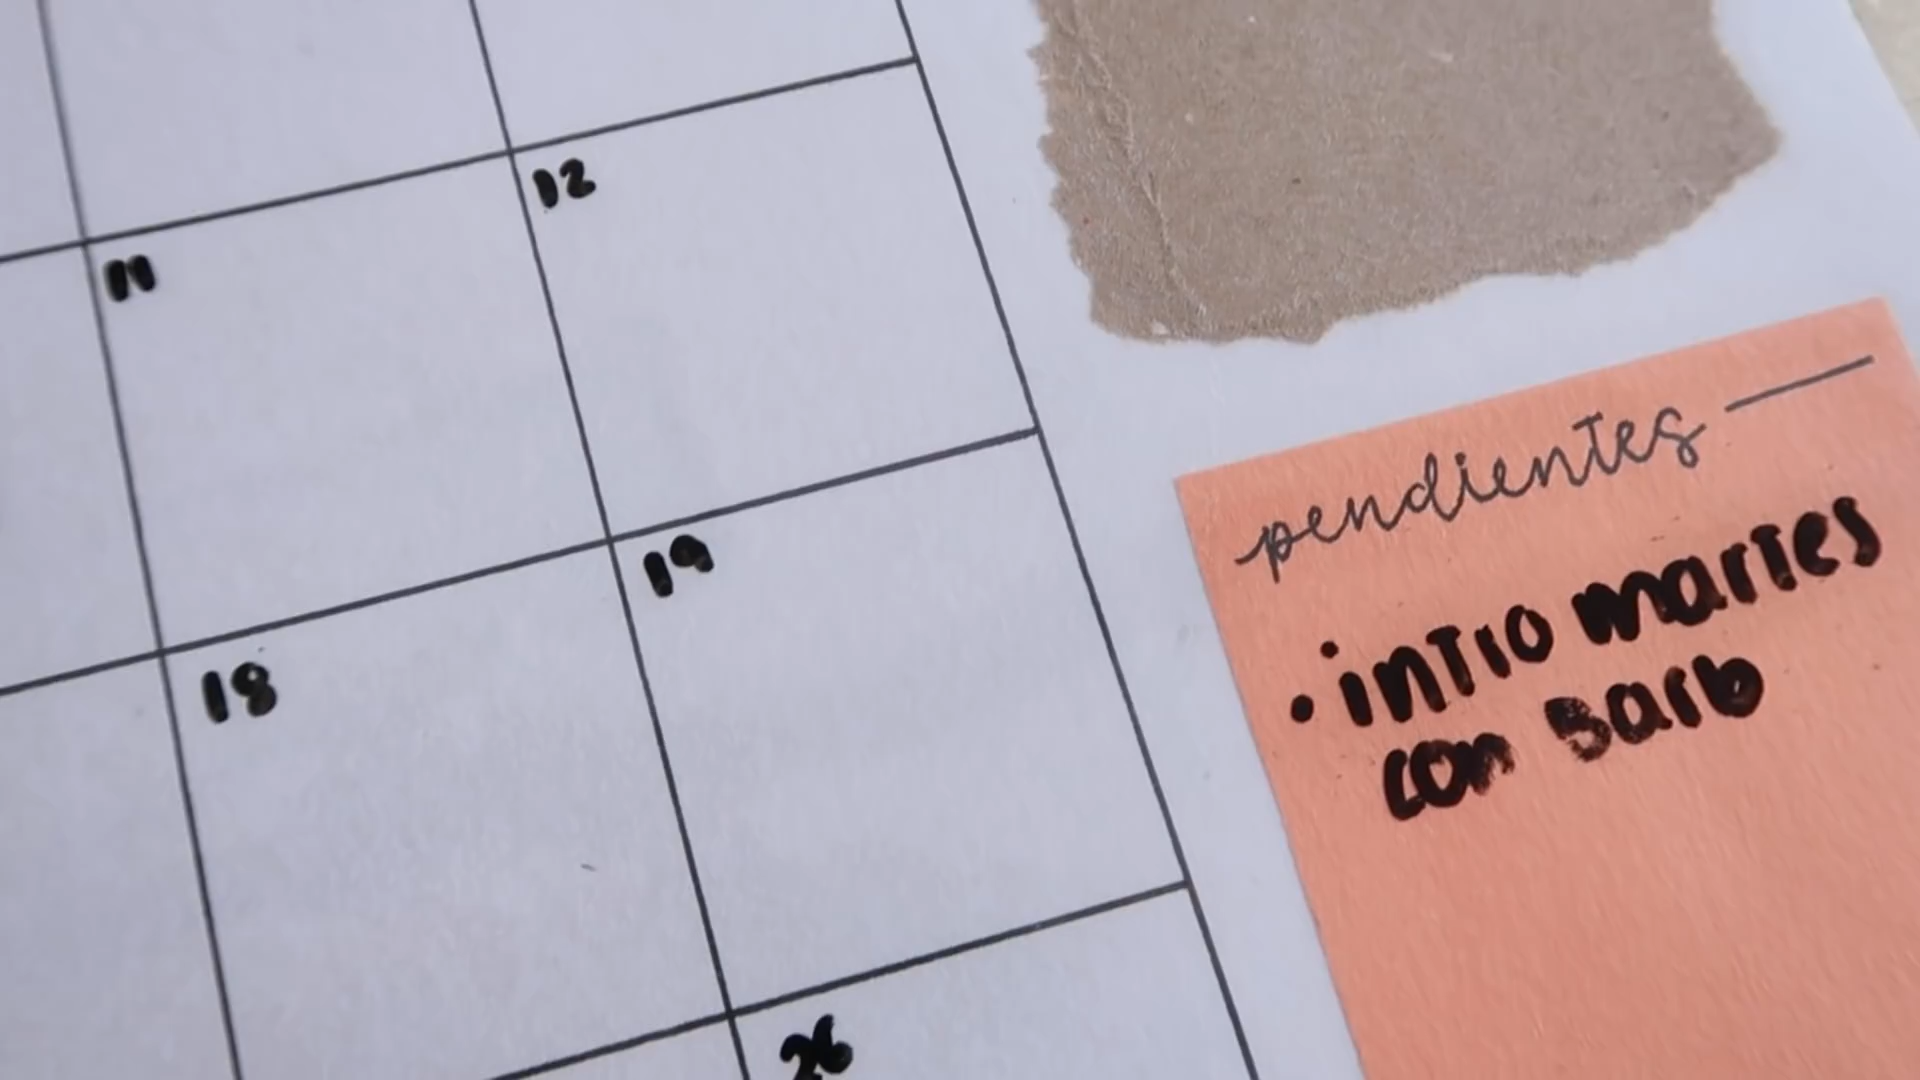 12
11
19
18
26
pendientes
• intro martes
con Barb